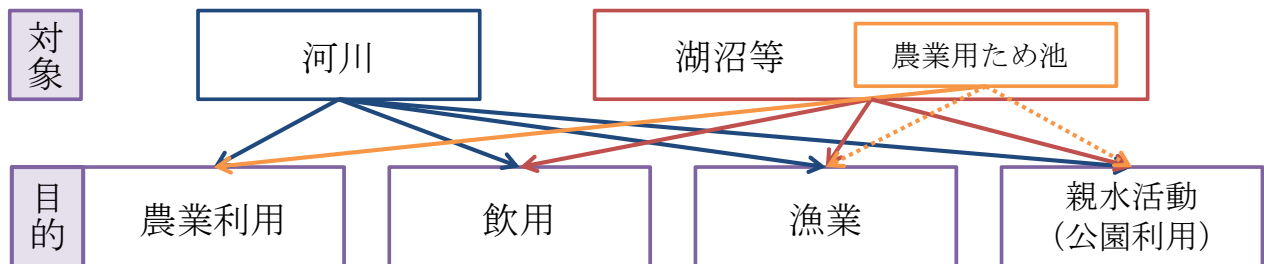 対象
河川
湖沼等
農業用ため池
目的
農業利用
飲用
漁業
親水活動
（公園利用）